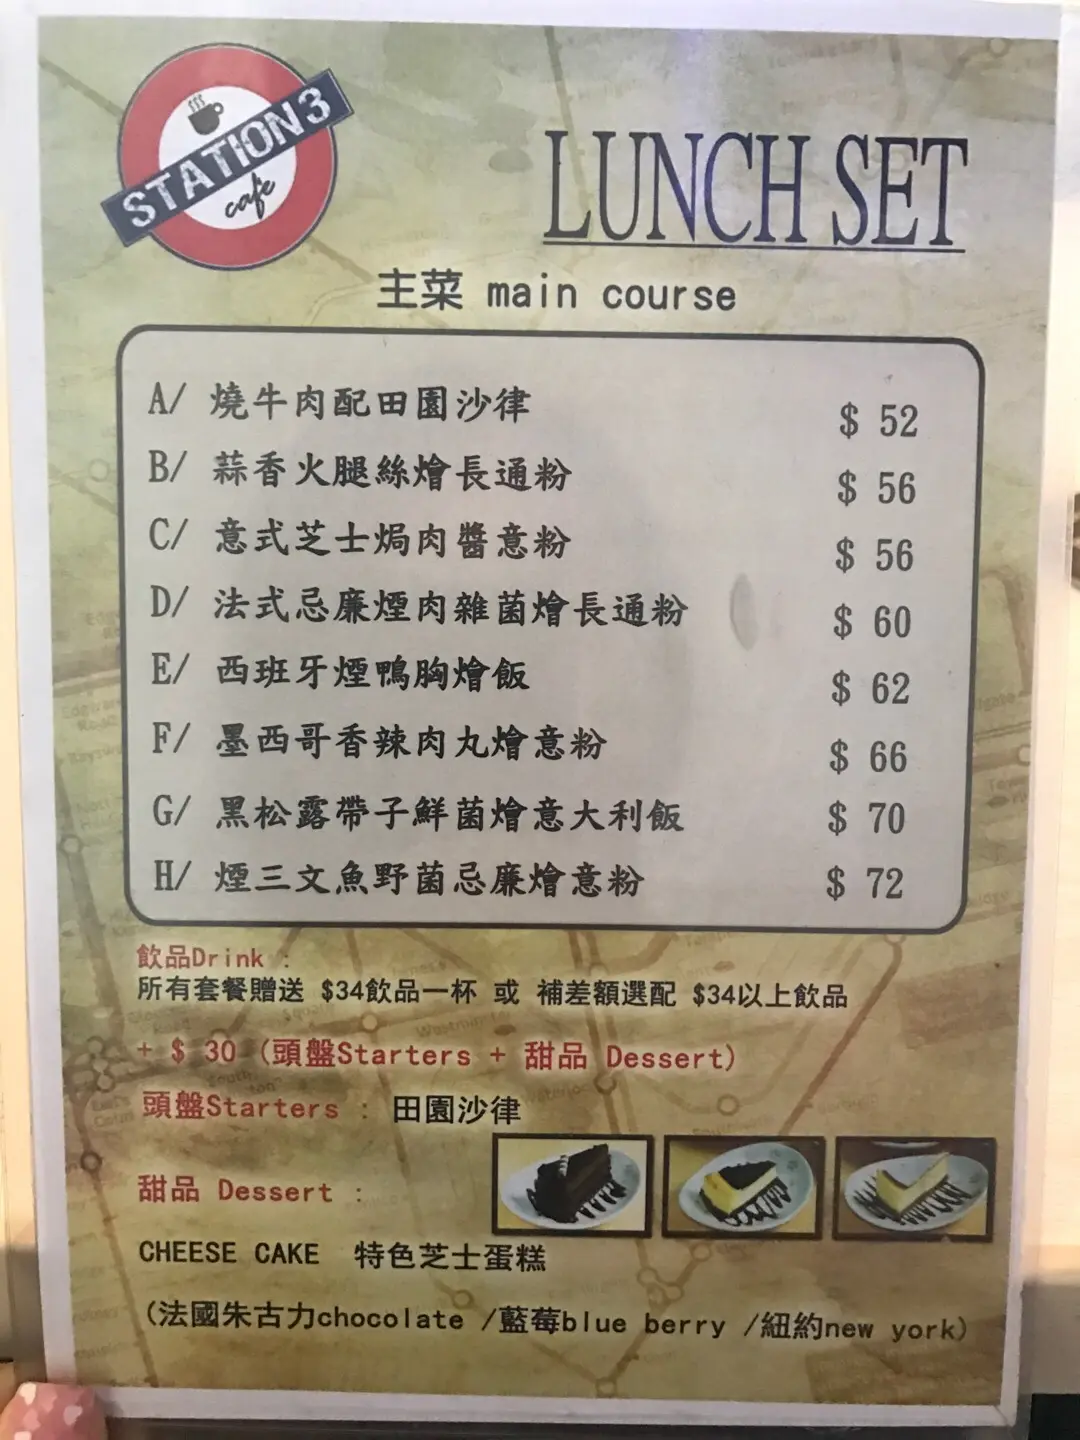 STATION3
cafe
LUNCH SET
主菜 main course
A/ 燒牛肉配田園沙律 $ 52
B/ 蒜香火腿絲燴長通粉 $ 56
C/ 意式芝士焗肉醬意粉 $ 56
D/ 法式忌廉煙肉雜菌燴長通粉 $ 60
E/ 西班牙煙鴨胸燴飯 $ 62
F/ 墨西哥香辣肉丸燴意粉 $ 66
G/ 黑松露帶子鮮菌燴意大利飯 $ 70
H/ 煙三文魚野菌忌廉燴意粉 $ 72
飲品Drink :
所有套餐贈送 $34飲品一杯 或 補差額選配 $34以上飲品
+ $ 30 (頭盤Starters + 甜品 Dessert)
頭盤Starters : 田園沙律
甜品 Dessert :
CHEESE CAKE 特色芝士蛋糕
(法國朱古力chocolate /藍莓blue berry /紐約new york)